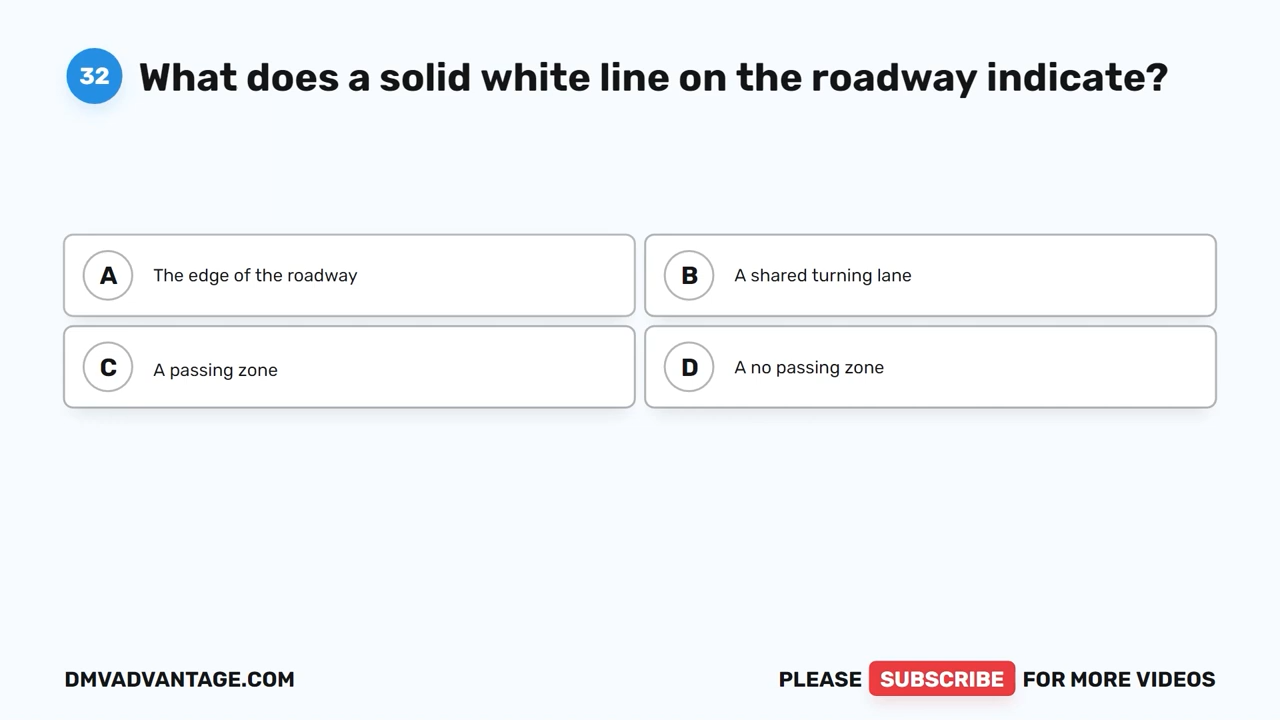 32 What does a solid white line on the roadway indicate?
A The edge of the roadway
B A shared turning lane
C A passing zone
D A no passing zone
DMVADVANTAGE.COM
PLEASE SUBSCRIBE FOR MORE VIDEOS